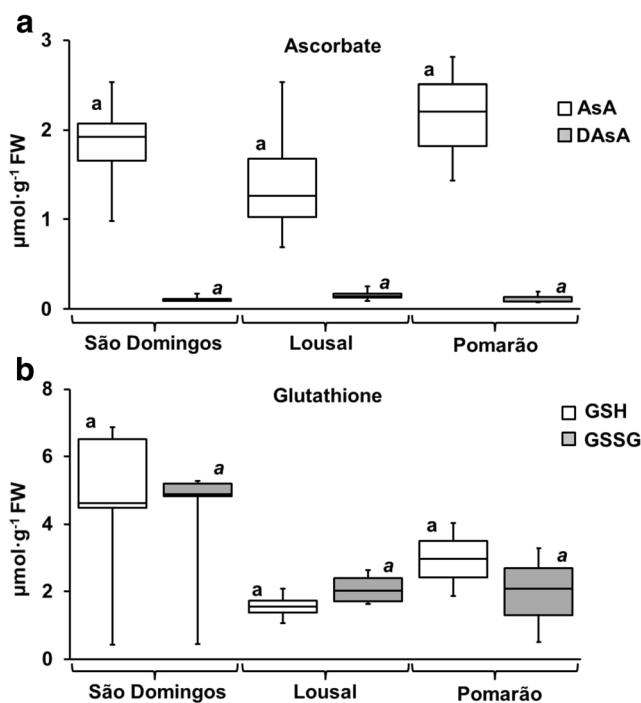 a
Ascorbate
3
2
1
0
µmol·g⁻¹ FW
a
a
a
a
a
a
AsA
DAsA
São Domingos
Lousal
Pomarão
b
Glutathione
8
6
4
2
0
µmol·g⁻¹ FW
a
a
a
a
a
a
GSH
GSSG
São Domingos
Lousal
Pomarão